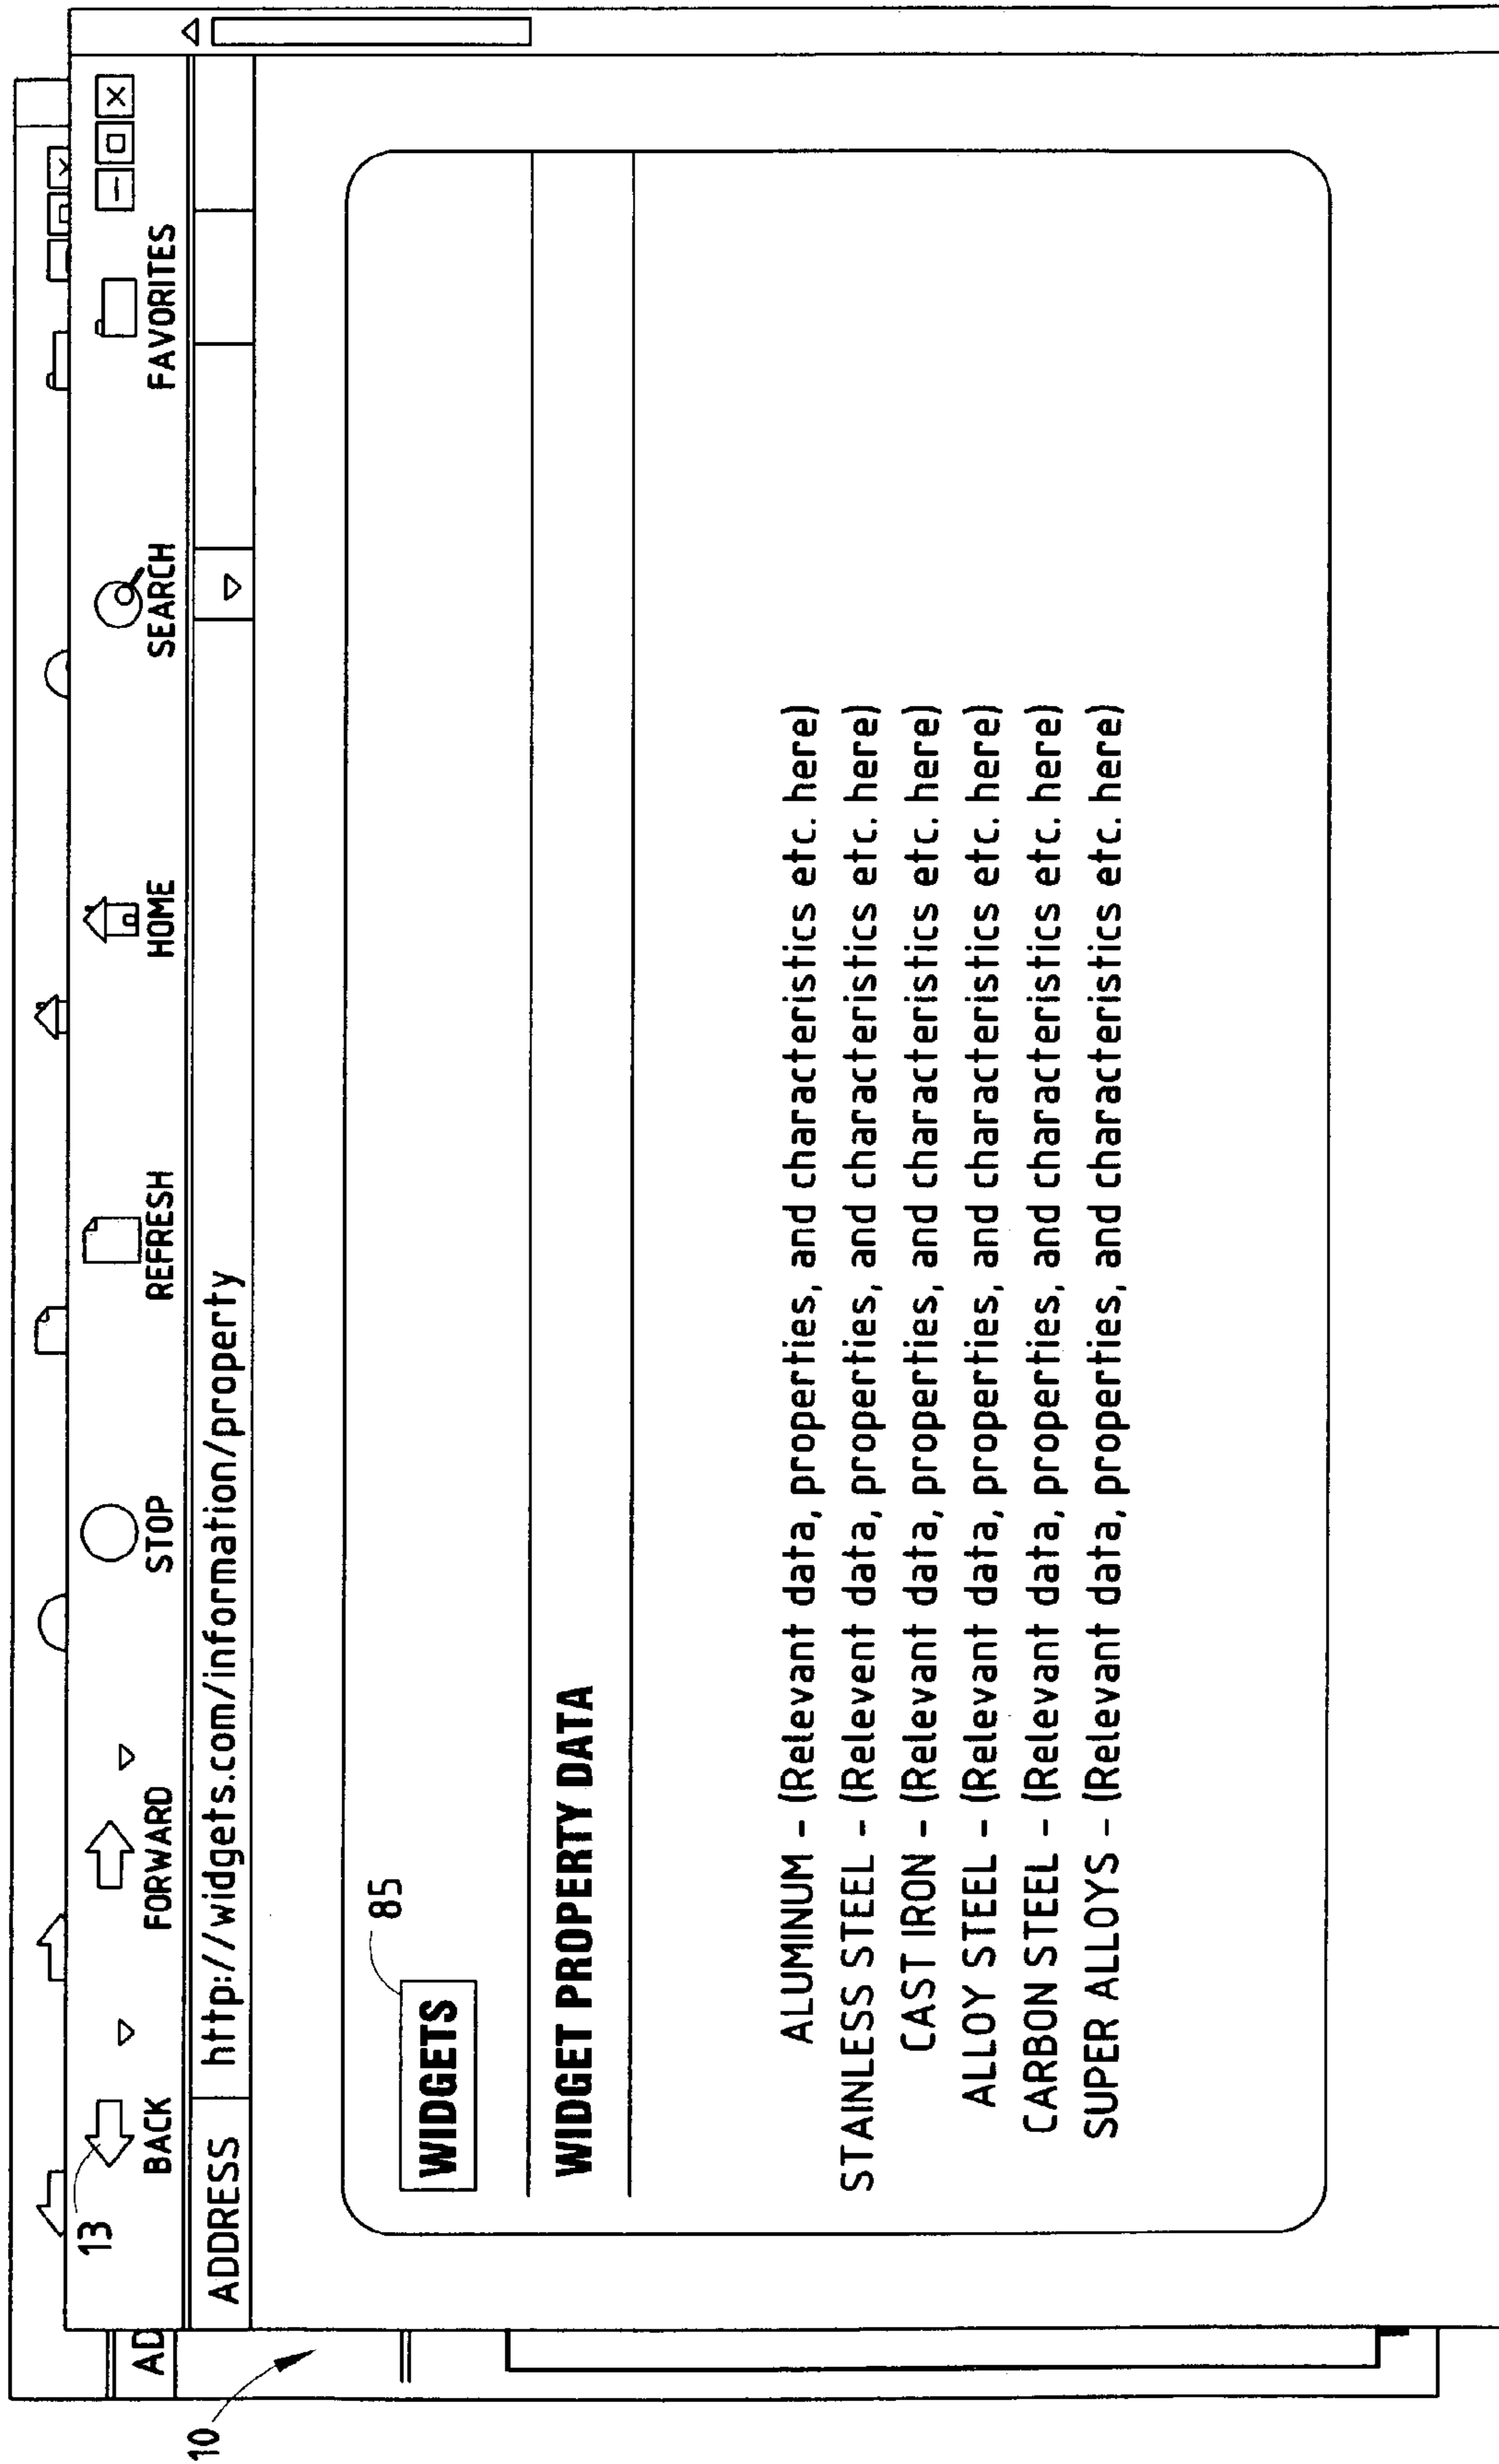 13
BACK
FORWARD
STOP
REFRESH
HOME
SEARCH
FAVORITES
AD
ADDRESS http://widgets.com/information/property
10
WIDGETS
85
WIDGET PROPERTY DATA
ALUMINUM - (Relevant data, properties, and characteristics etc. here)
STAINLESS STEEL - (Relevent data, properties, and characteristics etc. here)
CAST IRON - (Relevant data, properties, and characteristics etc. here)
ALLOY STEEL - (Relevant data, properties, and characteristics etc. here)
CARBON STEEL - (Relevant data, properties, and characteristics etc. here)
SUPER ALLOYS - (Relevant data, properties, and characteristics etc. here)